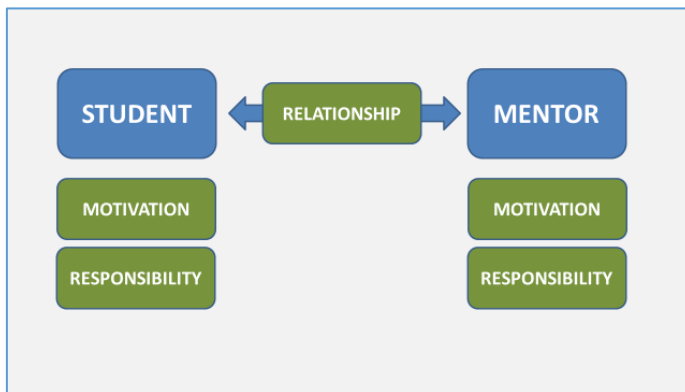 STUDENT
RELATIONSHIP
MENTOR
MOTIVATION
MOTIVATION
RESPONSIBILITY
RESPONSIBILITY